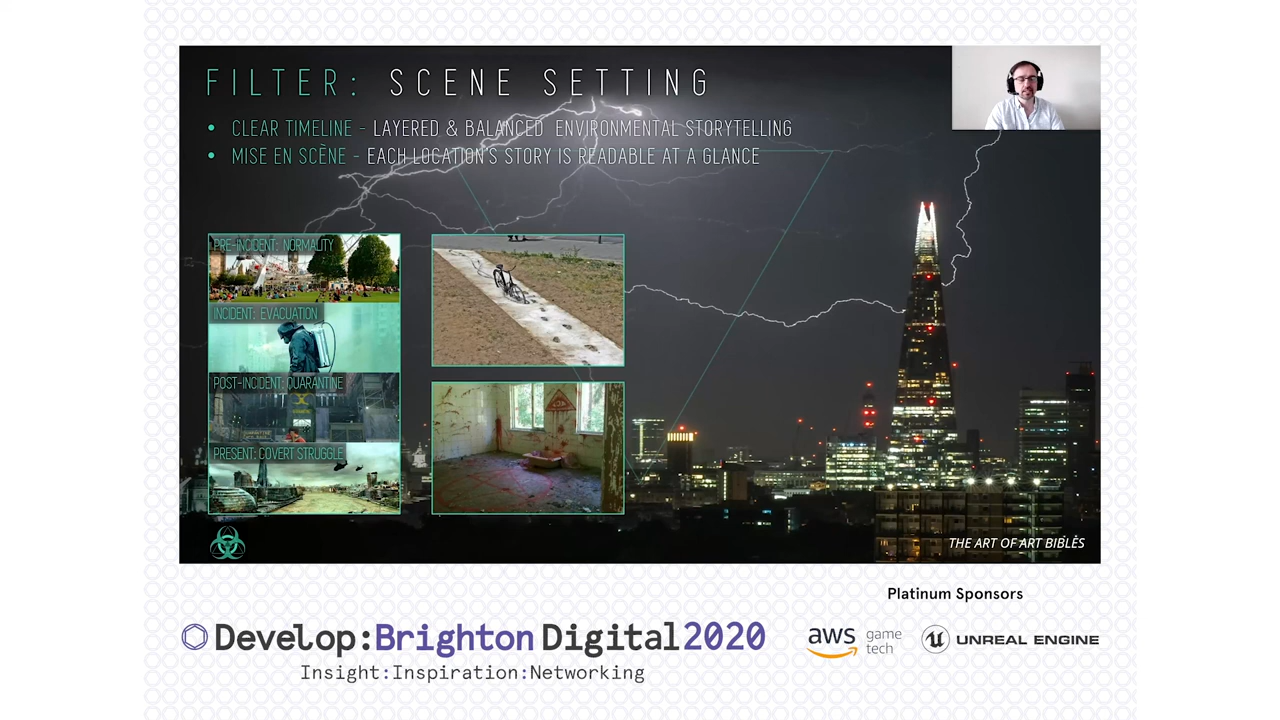 FILTER: SCENE SETTING
• CLEAR TIMELINE - LAYERED & BALANCED ENVIRONMENTAL STORYTELLING
• MISE EN SCÈNE - EACH LOCATION'S STORY IS READABLE AT A GLANCE
PRE-INCIDENT: NORMALITY
INCIDENT: EVACUATION
POST-INCIDENT: QUARANTINE
PRESENT: COVERT STRUGGLE
THE ART OF ART BIBLES
Platinum Sponsors
Develop:Brighton Digital 2020
Insight:Inspiration:Networking
aws game tech
UNREAL ENGINE